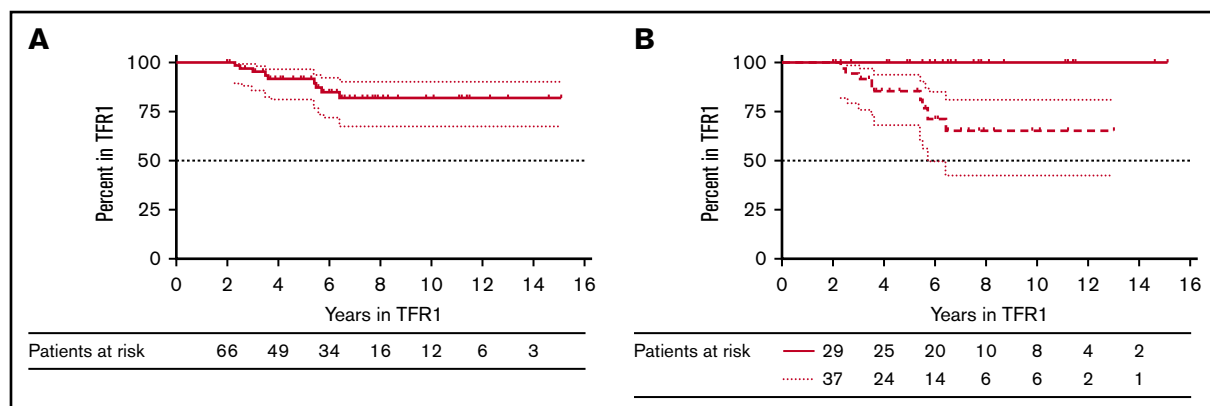 A
Percent in TFR1
100
75
50
25
0
0 2 4 6 8 10 12 14 16
Years in TFR1
Patients at risk 66 49 34 16 12 6 3
B
Percent in TFR1
100
75
50
25
0
0 2 4 6 8 10 12 14 16
Years in TFR1
Patients at risk 29 25 20 10 8 4 2
37 24 14 6 6 2 1